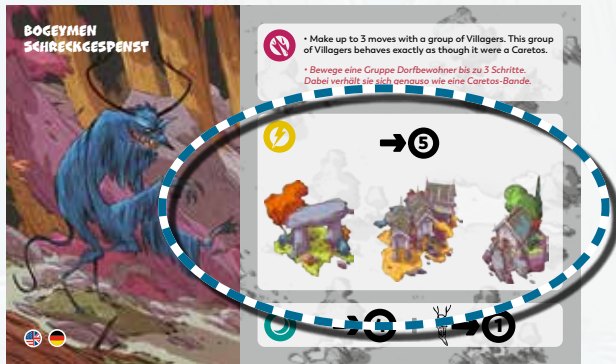 BOGEYMEN
SCHRECKGESPENST
• Make up to 3 moves with a group of Villagers. This group
of Villagers behaves exactly as though it were a Caretos.
• Bewege eine Gruppe Dorfbewohner bis zu 3 Schritte.
Dabei verhält sie sich genauso wie eine Caretos-Bande.
5
1